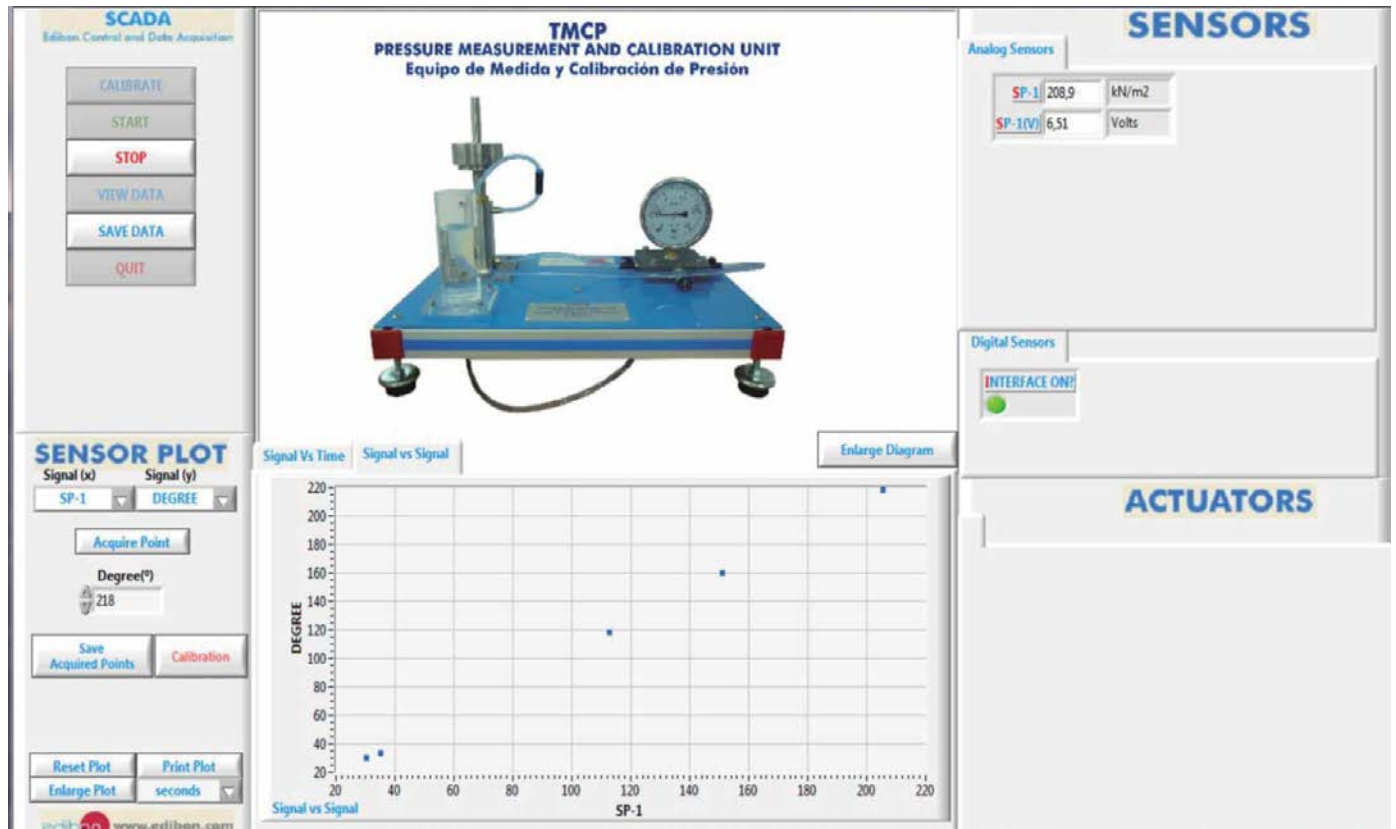 SCADA
Edibon Control and Data Acquisition
CALIBRATE
START
STOP
VIEW DATA
SAVE DATA
QUIT
TMCP
PRESSURE MEASUREMENT AND CALIBRATION UNIT
Equipo de Medida y Calibración de Presión
SENSORS
Analog Sensors
SP-1 208,9 kN/m2
SP-1(V) 6,51 Volts
Digital Sensors
INTERFACE ON?
ACTUATORS
SENSOR PLOT
Signal (x) Signal (y)
SP-1 DEGREE
Acquire Point
Degree(º)
218
Save
Acquired Points
Calibration
Reset Plot Print Plot
Enlarge Plot seconds
www.edibon.com
Signal Vs Time Signal vs Signal
Enlarge Diagram
220
200
180
160
140
120
100
80
60
40
20
DEGREE
20 40 60 80 100 120 140 160 180 200 220
SP-1
Signal vs Signal